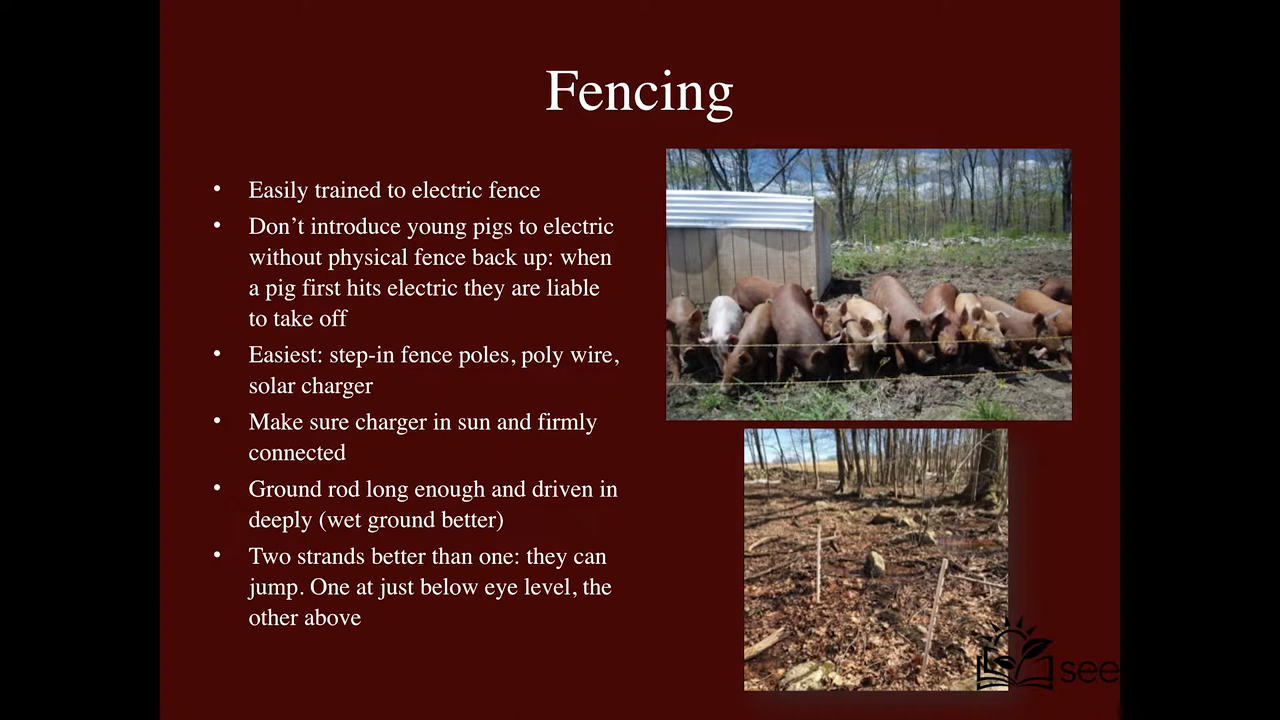 Fencing
• Easily trained to electric fence
• Don’t introduce young pigs to electric
without physical fence back up: when
a pig first hits electric they are liable
to take off
• Easiest: step-in fence poles, poly wire,
solar charger
• Make sure charger in sun and firmly
connected
• Ground rod long enough and driven in
deeply (wet ground better)
• Two strands better than one: they can
jump. One at just below eye level, the
other above
see